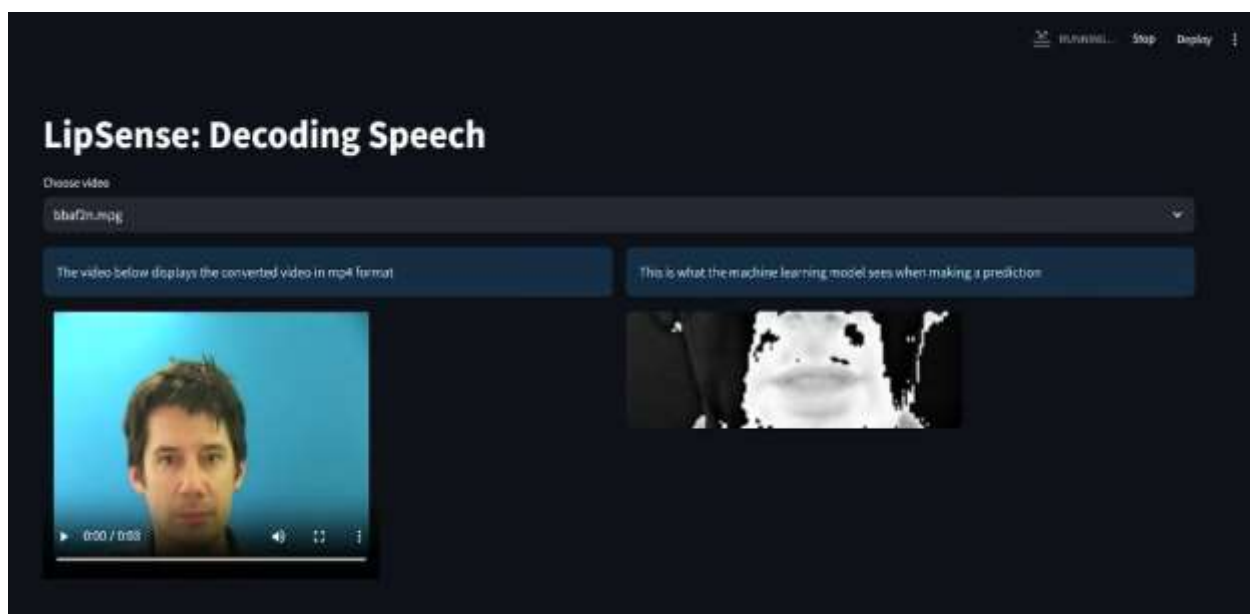 RUNNING... Stop Deploy
LipSense: Decoding Speech
Choose video
bbaf2n.mpg
The video below displays the converted video in mp4 format
This is what the machine learning model sees when making a prediction
0:00 / 0:03